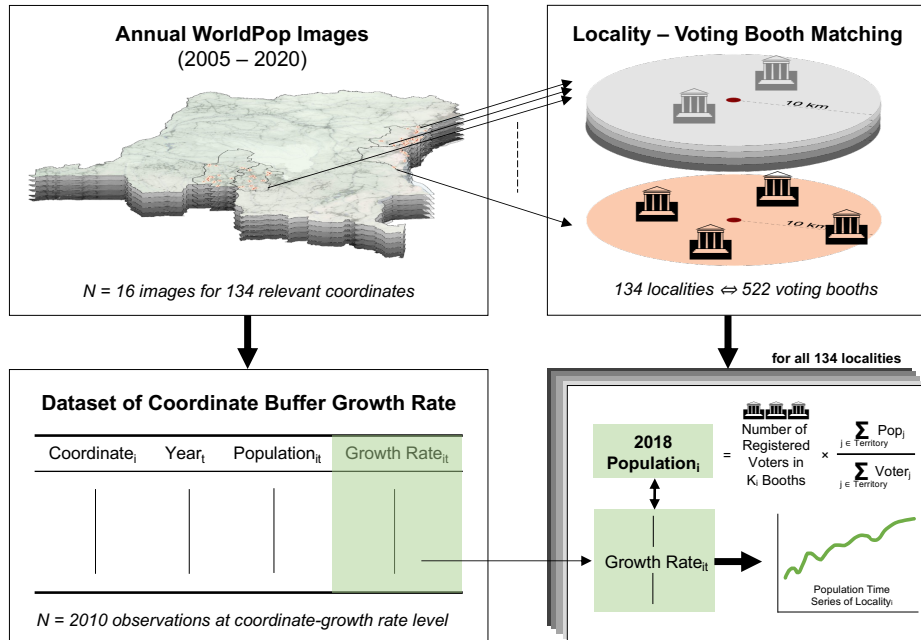 Annual WorldPop Images
(2005 – 2020)
N = 16 images for 134 relevant coordinates
Locality – Voting Booth Matching
10 km
10 km
134 localities ⇔ 522 voting booths
Dataset of Coordinate Buffer Growth Rate
Coordinateᵢ Yearₜ Populationᵢₜ Growth Rateᵢₜ
N = 2010 observations at coordinate-growth rate level
for all 134 localities
2018
Populationᵢ
=
Number of
Registered
Voters in
Kᵢ Booths
×
Σ Popⱼ
j ∈ Territory
Σ Voterⱼ
j ∈ Territory
Growth Rateᵢₜ
Population Time
Series of Localityᵢ